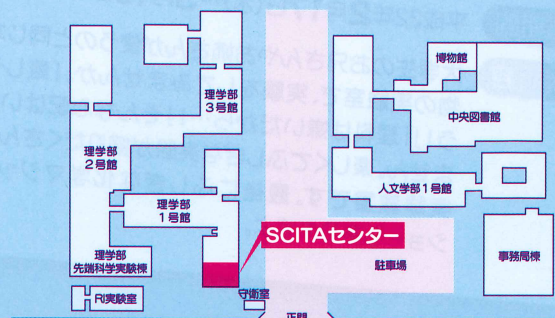 博物館
理学部
3号館
中央図書館
理学部
2号館
人文学部1号館
理学部
1号館
SCITAセンター
理学部
先端科学実験棟
駐車場
事務局棟
RI実験室
守衛室
正門